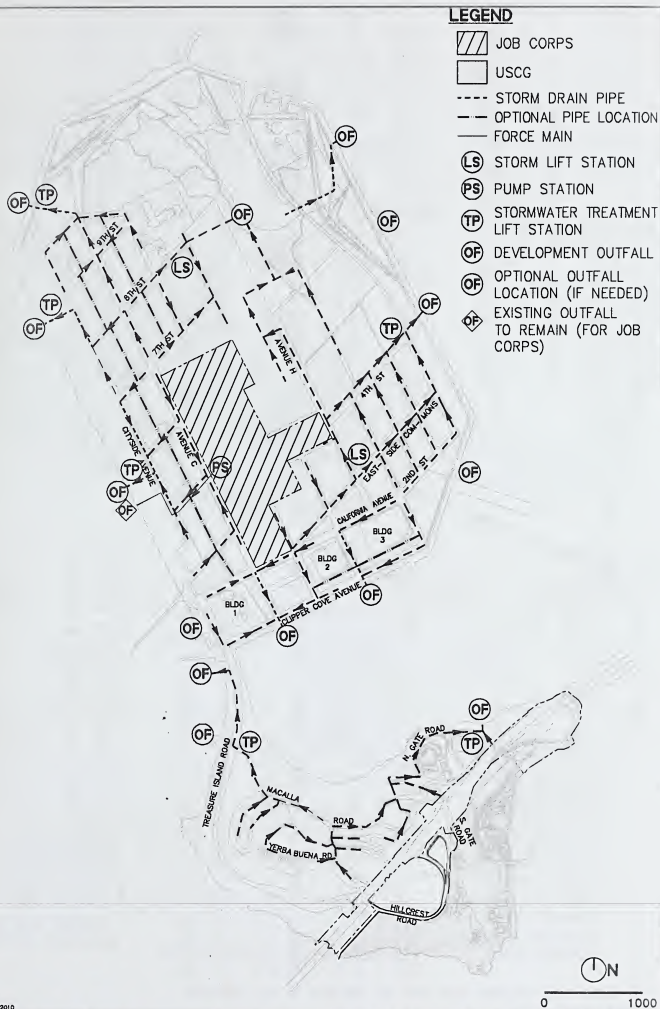 LEGEND
JOB CORPS
USCG
STORM DRAIN PIPE
OPTIONAL PIPE LOCATION
FORCE MAIN
LS STORM LIFT STATION
PS PUMP STATION
TP STORMWATER TREATMENT
LIFT STATION
OF DEVELOPMENT OUTFALL
OF OPTIONAL OUTFALL
LOCATION (IF NEEDED)
OF EXISTING OUTFALL
TO REMAIN (FOR JOB
CORPS)
OF
TP
OF
OF
OF
9TH ST
8TH ST
LS
7TH ST
TP
OF
AVENUE H
OF
TP
4TH ST
CITYSIDE AVENUE
AVENUE C
EAST SIDE COMMONS
2ND ST
LS
PS
TP
OF
OF
OF
CALIFORNIA AVENUE
BLDG
3
BLDG
2
BLDG
1
CLIPPER COVE AVENUE
OF
OF
OF
OF
OF
TP
TREASURE ISLAND ROAD
MACALLA
ROAD
YERBA BUENA RD
N. GATE ROAD
OF
TP
S. GATE
ROAD
HILLCREST
ROAD
N
0 1000
2010